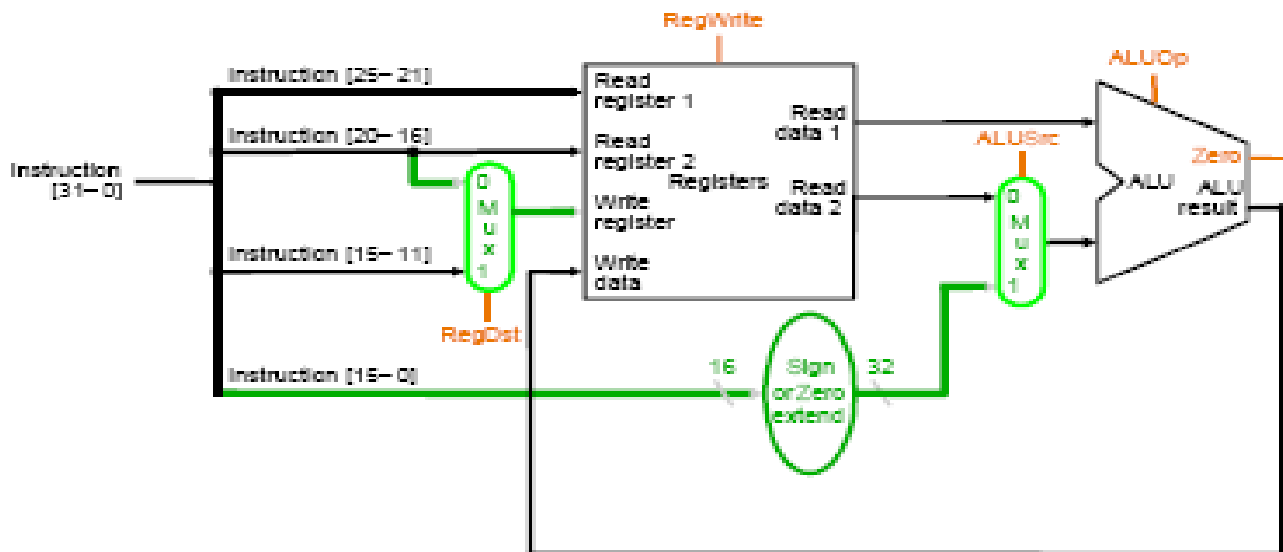 RegWrite
Instruction [25–21]
Read
register 1
ALUOp
Instruction [20–16]
Read
register 2
Read
data 1
ALUSrc
Instruction
[31–0]
0
M
u
x
1
Write
register
Registers
Read
data 2
0
M
u
x
1
Zero
ALU
ALU
result
Instruction [15–11]
Write
data
RegDst
Instruction [15–0]
16
Sign
orZero
extend
32